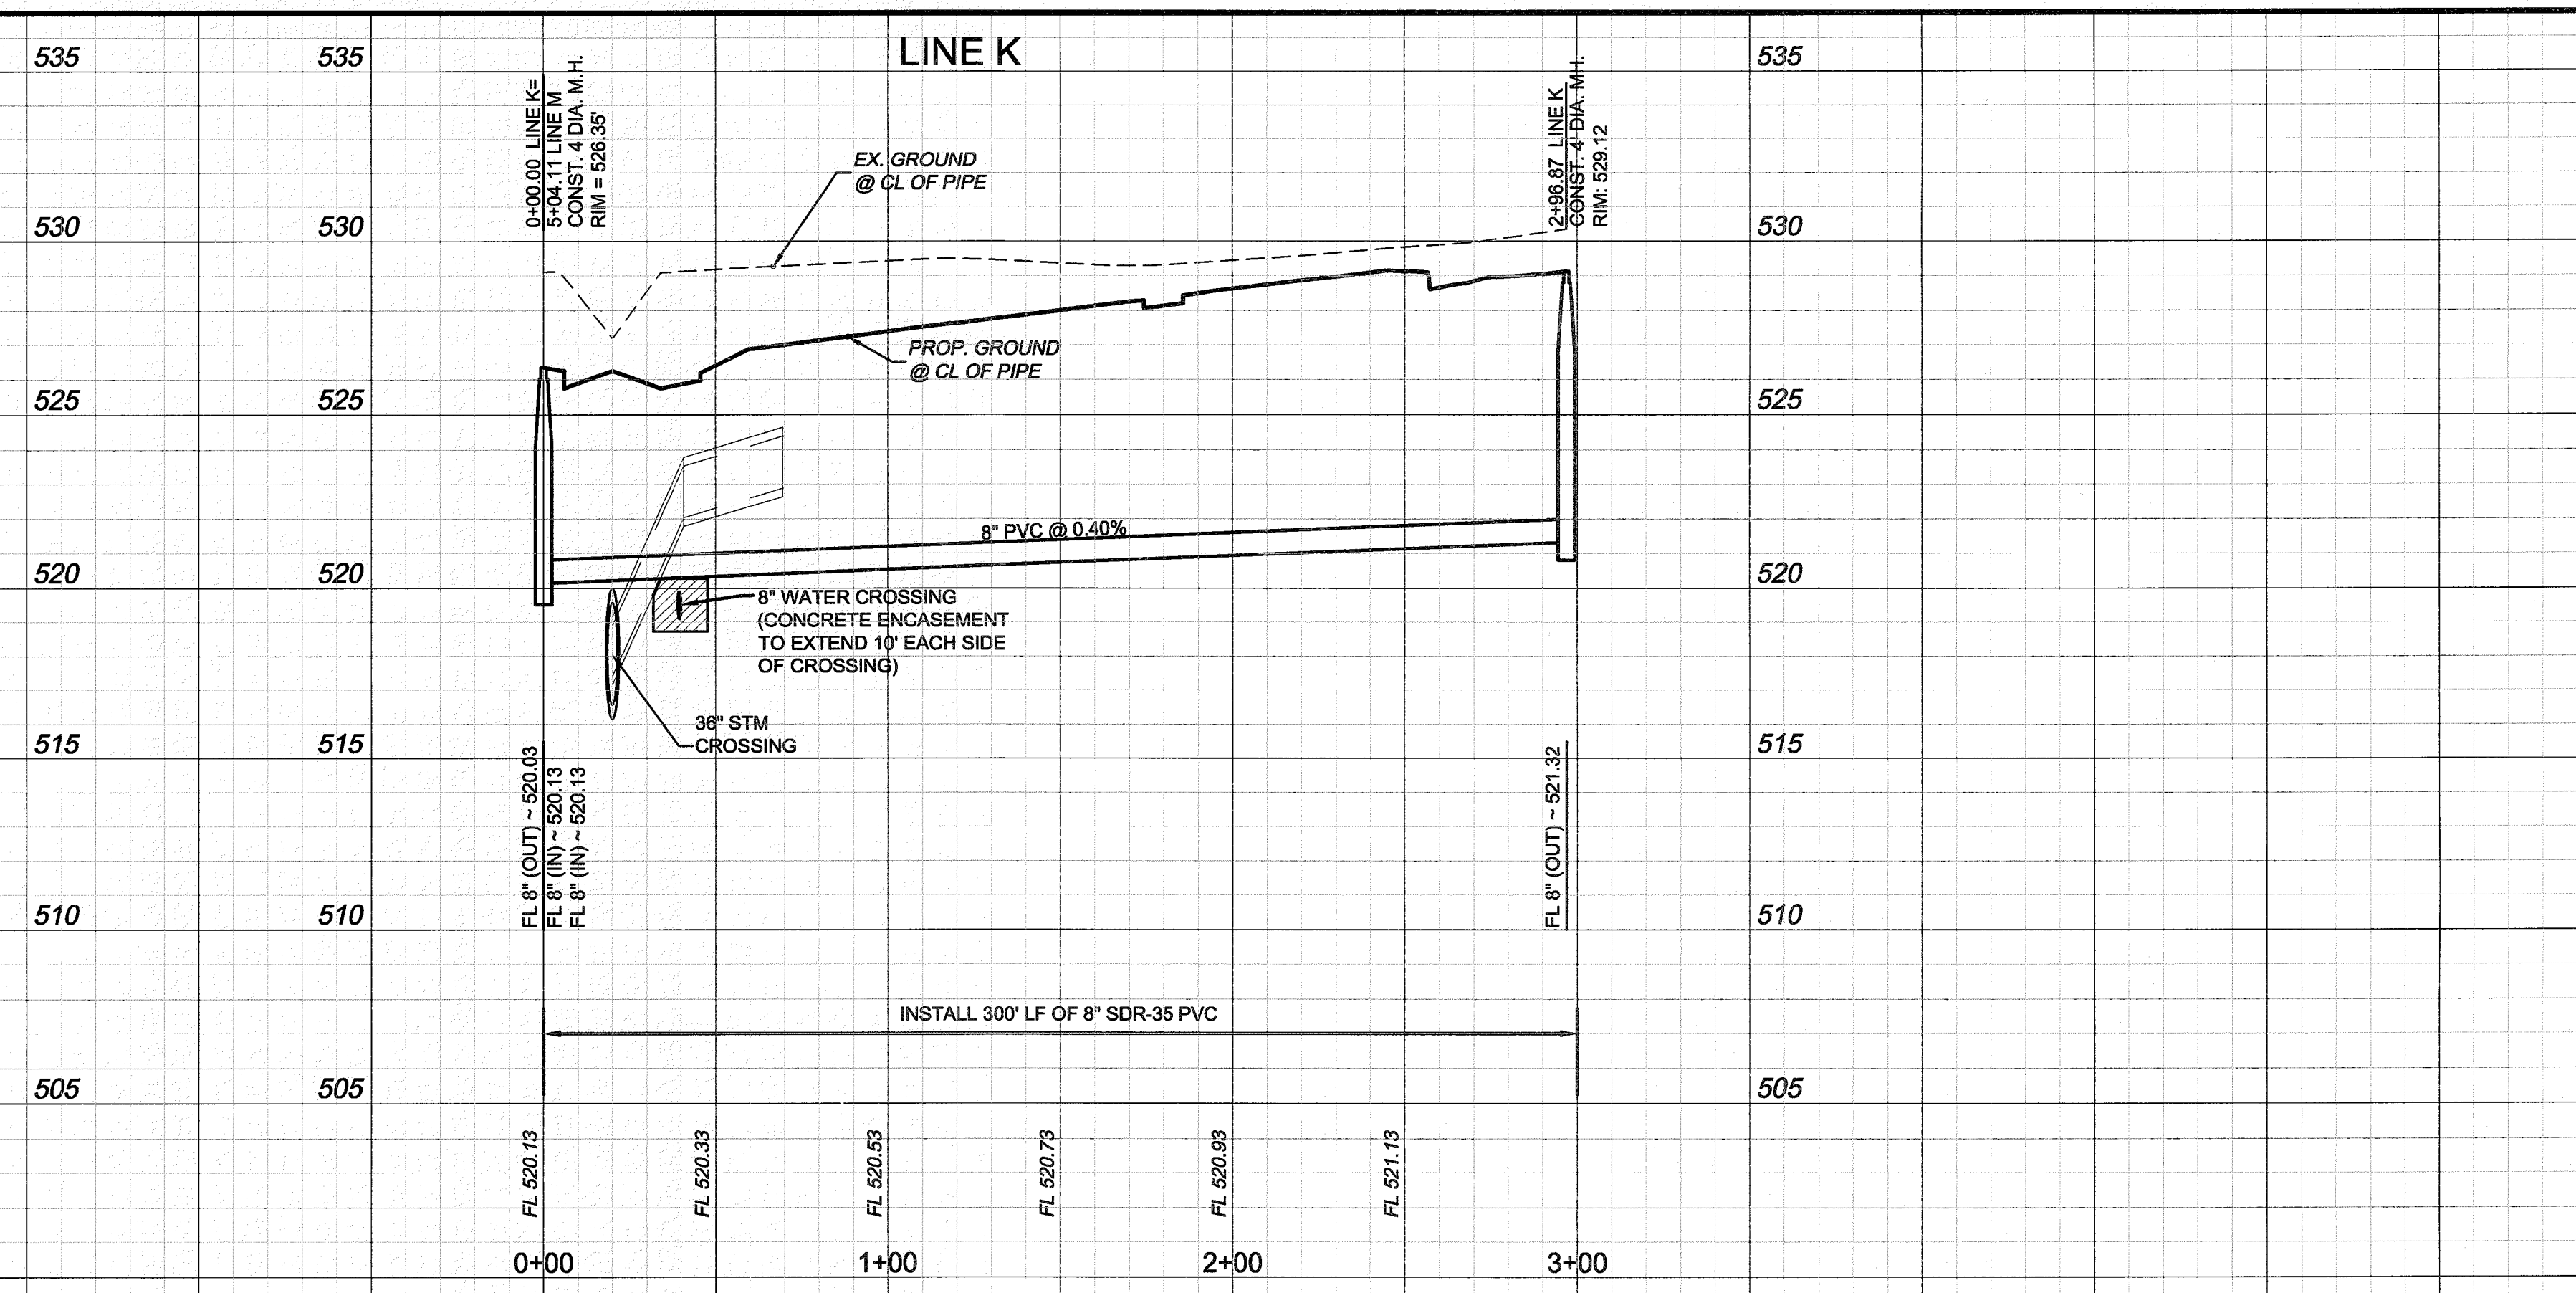 LINE K
535
535
535
0+00.00 LINE K=
5+04.11 LINE M
CONST. 4 DIA. M.H.
RIM = 526.35'
2+96.87 LINE K
CONST. 4' DIA. M.H.
RIM: 529.12
EX. GROUND
@ CL OF PIPE
530
530
530
PROP. GROUND
@ CL OF PIPE
525
525
525
8" PVC @ 0.40%
520
520
520
8" WATER CROSSING
(CONCRETE ENCASEMENT
TO EXTEND 10' EACH SIDE
OF CROSSING)
36" STM
CROSSING
515
515
515
FL 8" (OUT) ~ 520.03
FL 8" (IN) ~ 520.13
FL 8" (IN) ~ 520.13
FL 8" (OUT) ~ 521.32
510
510
510
INSTALL 300' LF OF 8" SDR-35 PVC
505
505
505
FL 520.13
FL 520.33
FL 520.53
FL 520.73
FL 520.93
FL 521.13
0+00
1+00
2+00
3+00